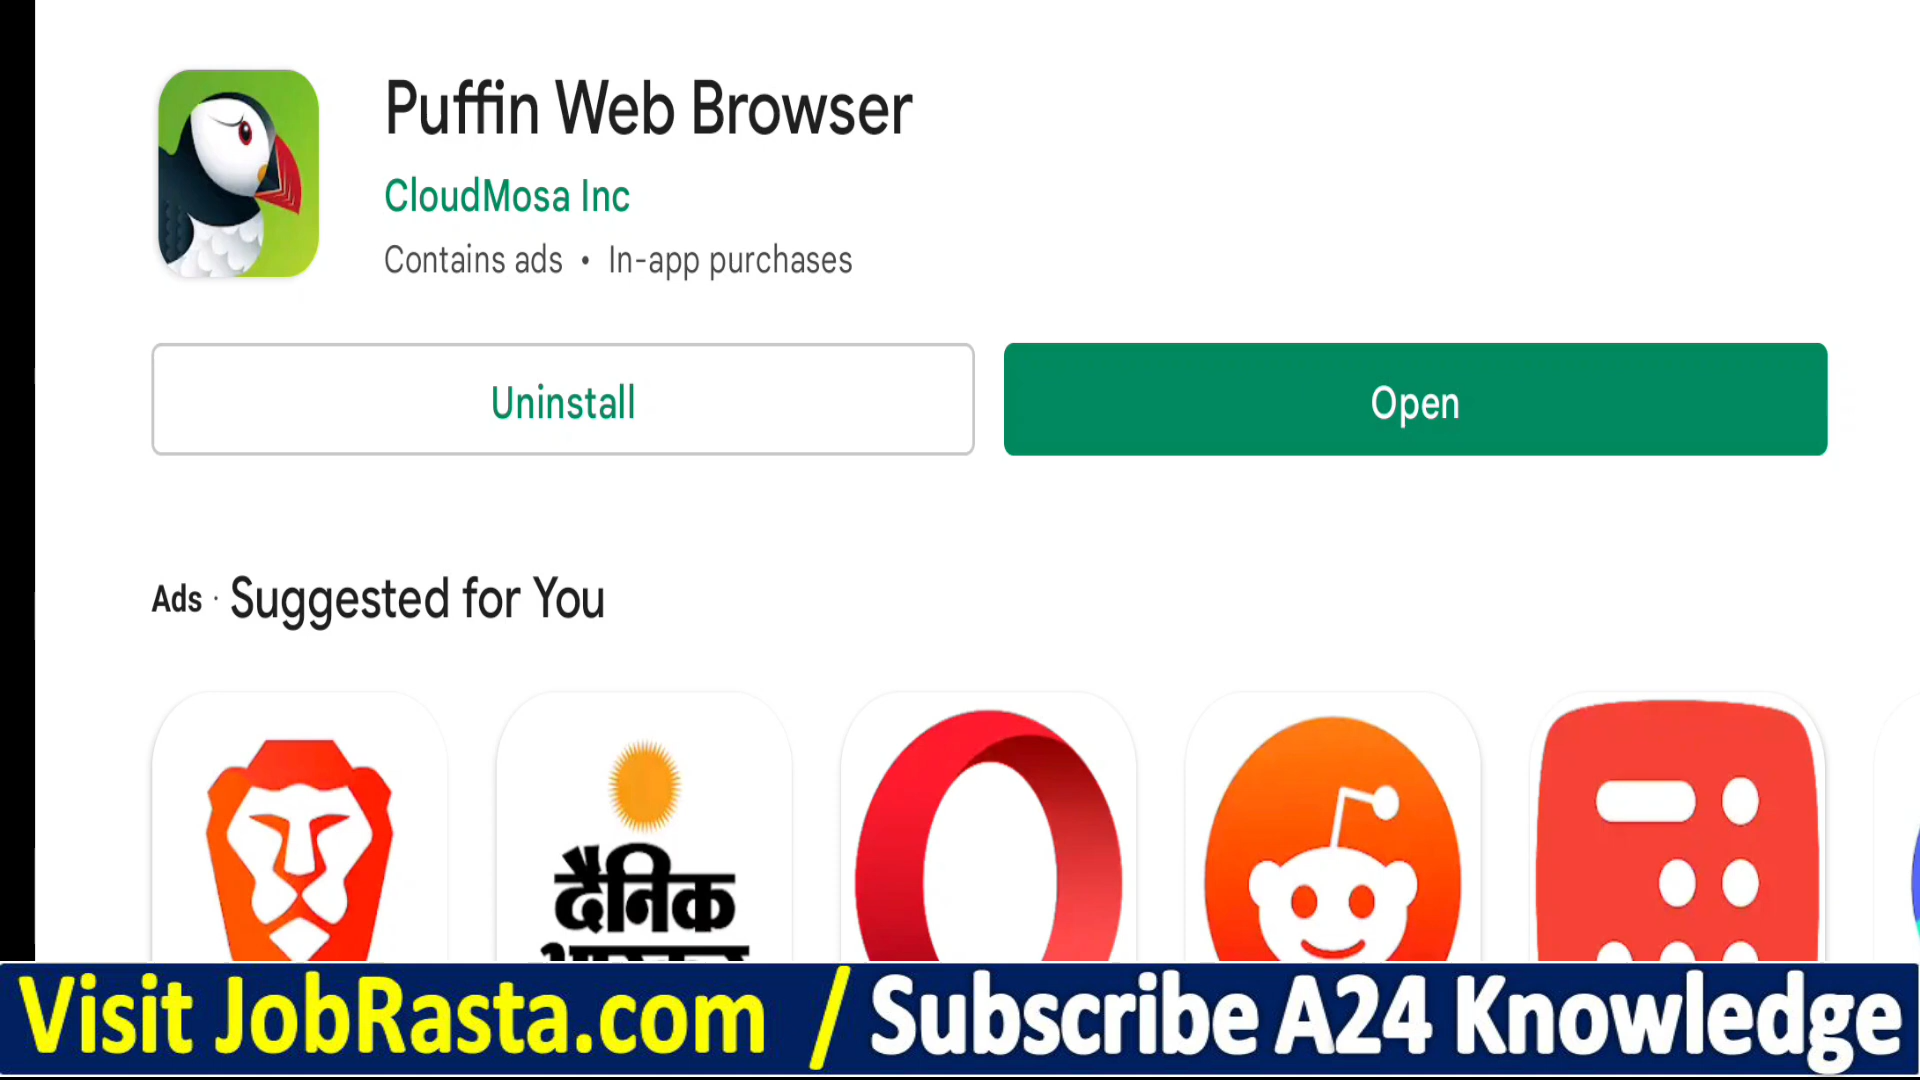 Puffin Web Browser
CloudMosa Inc
Contains ads • In-app purchases
Uninstall
Open
Ads · Suggested for You
दैनिक
Visit JobRasta.com / Subscribe A24 Knowledge